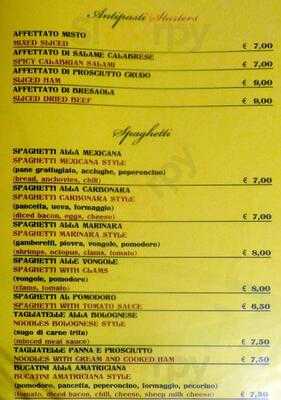 Antipasti Starters
AFFETTATO MISTO
MIXED SLICED € 7,00
AFFETTATO DI SALAME CALABRESE
SPICY CALABRIAN SALAMI € 7,00
AFFETTATO DI PROSCIUTTO CRUDO
SLICED HAM € 9,00
AFFETTATO DI BRESAOLA
SLICED DRIED BEEF € 9,00
Spaghetti
SPAGHETTI ALLA MEXICANA
SPAGHETTI MEXICANA STYLE
(pane grattugiato, acciughe, peperoncino)
(bread, anchovies, chili) € 7,00
SPAGHETTI ALLA CARBONARA
SPAGHETTI CARBONARA STYLE
(pancetta, uova, formaggio)
(diced bacon, eggs, cheese) € 7,00
SPAGHETTI ALLA MARINARA
SPAGHETTI MARINARA STYLE
(gamberelli, piovra, vongole, pomodoro)
(shrimps, octopus, clams, tomato) € 8,00
SPAGHETTI ALLE VONGOLE
SPAGHETTI WITH CLAMS
(vongole, pomodoro)
(clams, tomato) € 8,00
SPAGHETTI AL POMODORO
SPAGHETTI WITH TOMATO SAUCE € 6,50
TAGLIATELLE ALLA BOLOGNESE
NOODLES BOLOGNESE STYLE
(sugo di carne trita)
(minced meat sauce) € 7,50
TAGLIATELLE PANNA E PROSCIUTTO
NOODLES WITH CREAM AND COOKED HAM € 7,50
BUCATINI ALLA AMATRICIANA
BUCATINI AMATRICIANA STYLE
(pomodoro, pancetta, peperoncino, formaggio, pecorino)
(tomato, diced bacon, chili, cheese, sheep milk cheese) € 7,50